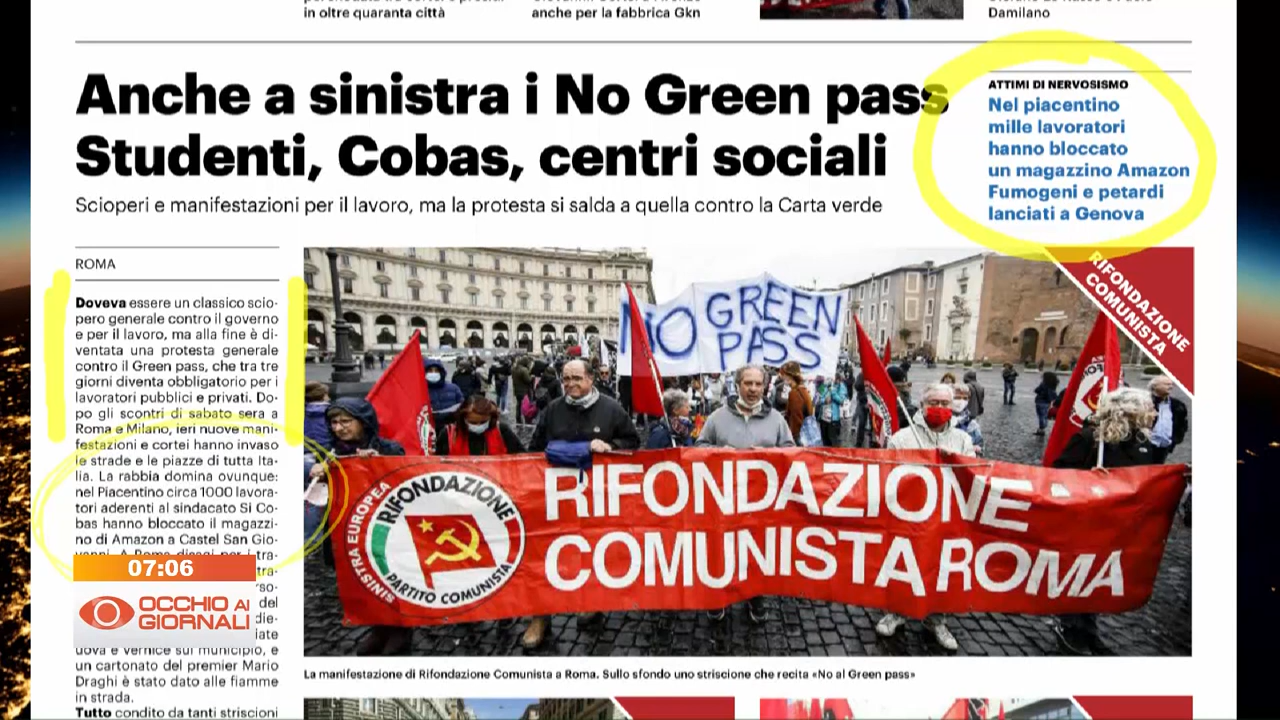 in oltre quaranta città
anche per la fabbrica Gkn
Damilano
Anche a sinistra i No Green pass
Studenti, Cobas, centri sociali
Scioperi e manifestazioni per il lavoro, ma la protesta si salda a quella contro la Carta verde
ATTIMI DI NERVOSISMO
Nel piacentino
mille lavoratori
hanno bloccato
un magazzino Amazon
Fumogeni e petardi
lanciati a Genova
ROMA
Doveva essere un classico scio-
pero generale contro il governo
e per il lavoro, ma alla fine è di-
ventata una protesta generale
contro il Green pass, che tra tre
giorni diventa obbligatorio per i
lavoratori pubblici e privati. Do-
po gli scontri di sabato sera a
Roma e Milano, ieri nuove mani-
festazioni e cortei hanno invaso
le strade e le piazze di tutta Ita-
lia. La rabbia domina ovunque:
nel Piacentino circa 1000 lavora-
tori aderenti al sindacato Si Co-
bas hanno bloccato il magazzi-
no di Amazon a Castel San Gio-
vanni. A Roma disagi per i tra-
07:06
OCCHIO AI
GIORNALI
tra-
rso-
del
die-
iate
uova e vernice sul municipio, e
un cartonato del premier Mario
Draghi è stato dato alle fiamme
in strada.
Tutto condito da tanti striscioni
NO GREEN
PASS
RIFONDAZIONE
COMUNISTA
RIFONDAZIONE
COMUNISTA ROMA
SINISTRA EUROPEA
RIFONDAZIONE
PARTITO COMUNISTA
La manifestazione di Rifondazione Comunista a Roma. Sullo sfondo uno striscione che recita «No al Green pass»